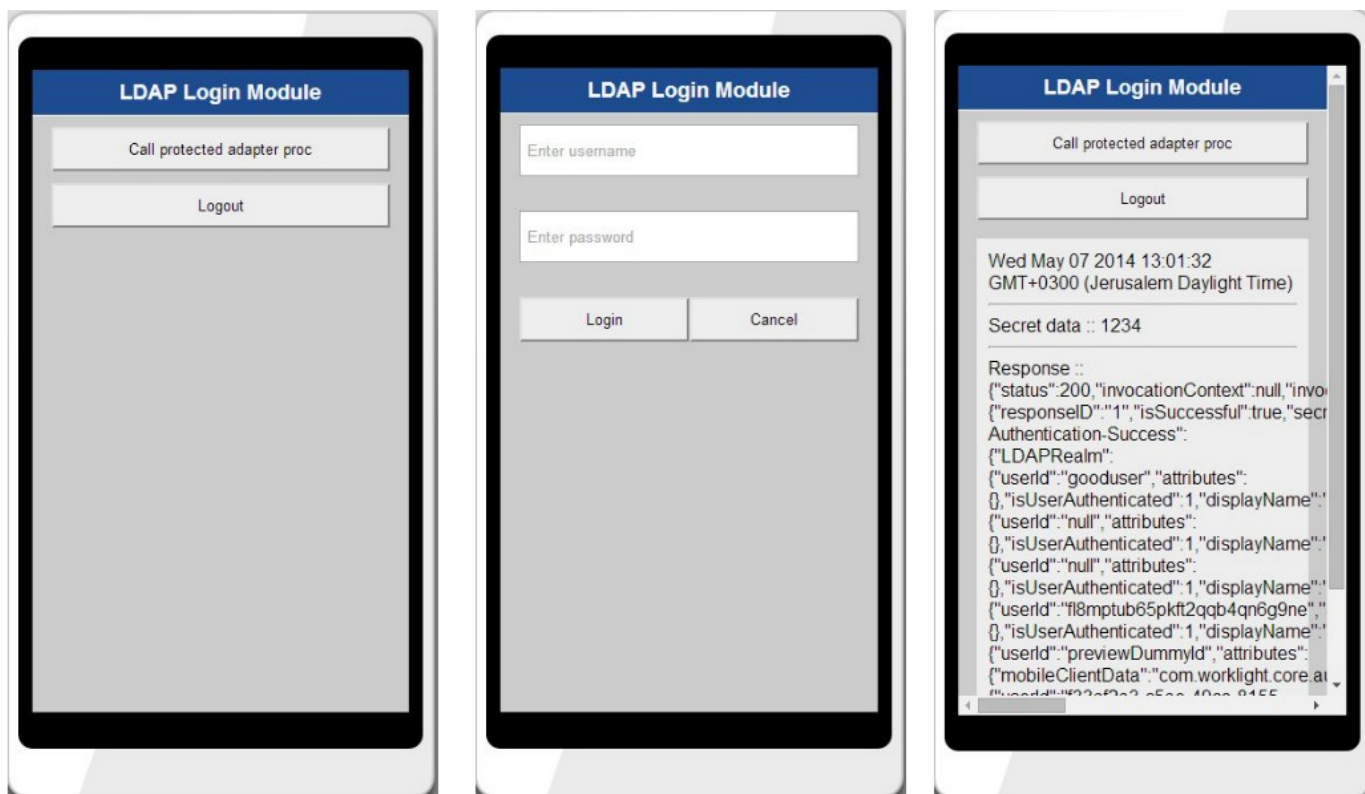 LDAP Login Module
Call protected adapter proc
Logout
LDAP Login Module
Enter username
Enter password
Login
Cancel
LDAP Login Module
Call protected adapter proc
Logout
Wed May 07 2014 13:01:32
GMT+0300 (Jerusalem Daylight Time)
Secret data :: 1234
Response ::
{"status":200,"invocationContext":null,"invo
{"responseID":"1","isSuccessful":true,"secr
Authentication-Success":
{"LDAPRealm":
{"userId":"gooduser","attributes":
{},"isUserAuthenticated":1,"displayName":"
{"userId":"null","attributes":
{},"isUserAuthenticated":1,"displayName":"
{"userId":"null","attributes":
{},"isUserAuthenticated":1,"displayName":"
{"userId":"fl8mptub65pkft2qqb4qn6g9ne","
{},"isUserAuthenticated":1,"displayName":"
{"userId":"previewDummyId","attributes":
{"mobileClientData":"com.worklight.core.au